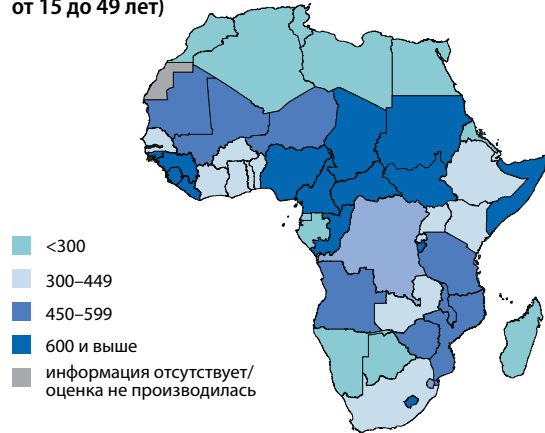 от 15 до 49 лет)
<300
300–449
450–599
600 и выше
информация отсутствует/
оценка не производилась